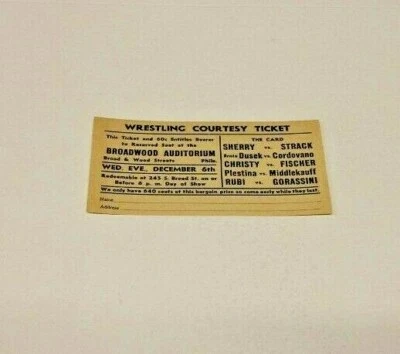 WRESTLING COURTESY TICKET
This Ticket and 60c Entitles Bearer
to Reserved Seat at the
BROADWOOD AUDITORIUM
Broad & Wood Streets Phila.
WED. EVE., DECEMBER 6th
Redeemable at 243 S. Broad St. on or
Before 6 p. m. Day of Show
THE CARD
SHERRY vs. STRACK
Ernie Dusek vs. Cordovano
CHRISTY vs. FISCHER
Plestina vs. Middlekauff
RUBI vs. GORASSINI
We only have 640 seats at this bargain price so come early while they last
Name
Address